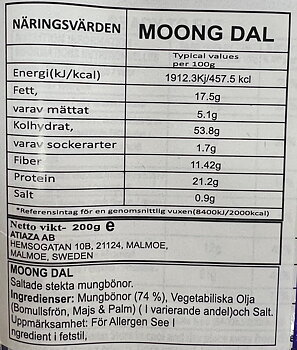 NÄRINGSVÄRDEN MOONG DAL
Typical values
per 100g
Energi(kJ/kcal) 1912.3Kj/457.5 kcl
Fett, 17.5g
varav mättat 5.1g
Kolhydrat, 53.8g
varav sockerarter 1.7g
Fiber 11.42g
Protein 21.2g
Salt 0.9g
*Referensintag för en genomsnittlig vuxen(8400kJ/2000kcal)
Netto vikt- 200g e
ATIAZA AB
HEMSOGATAN 10B, 21124, MALMOE,
MALMOE, SWEDEN
MOONG DAL
Saltade stekta mungbönor.
Ingredienser: Mungbönor (74 %), Vegetabiliska Olja
(Bomullsfrön, Majs & Palm) ( I varierande andel)och Salt.
Uppmärksamhet: För Allergen See I
ngredient i fetstil,